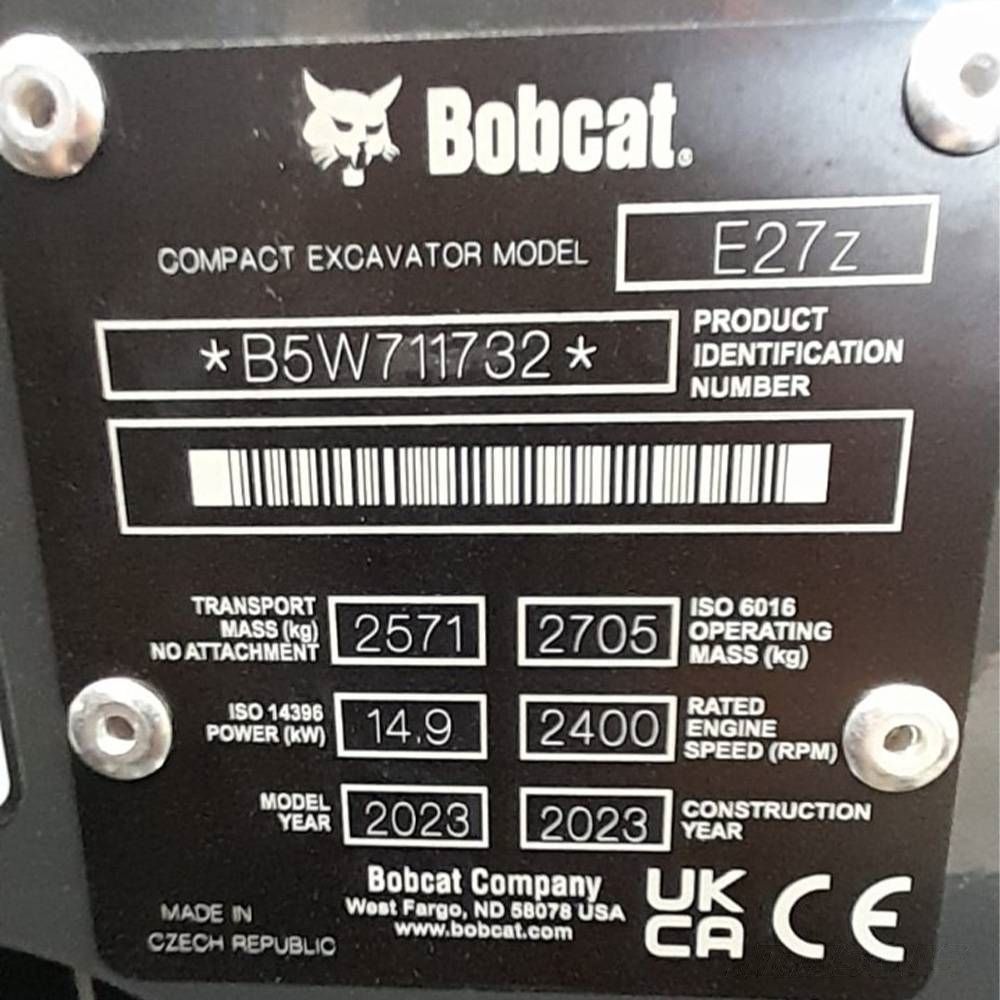 Bobcat®
COMPACT EXCAVATOR MODEL E27z
*B5W711732*
PRODUCT
IDENTIFICATION
NUMBER
TRANSPORT
MASS (kg)
NO ATTACHMENT
2571
2705
ISO 6016
OPERATING
MASS (kg)
ISO 14396
POWER (kW)
14.9
2400
RATED
ENGINE
SPEED (RPM)
MODEL
YEAR
2023
2023
CONSTRUCTION
YEAR
Bobcat Company
West Fargo, ND 58078 USA
www.bobcat.com
MADE IN
CZECH REPUBLIC
UK
CA
CE